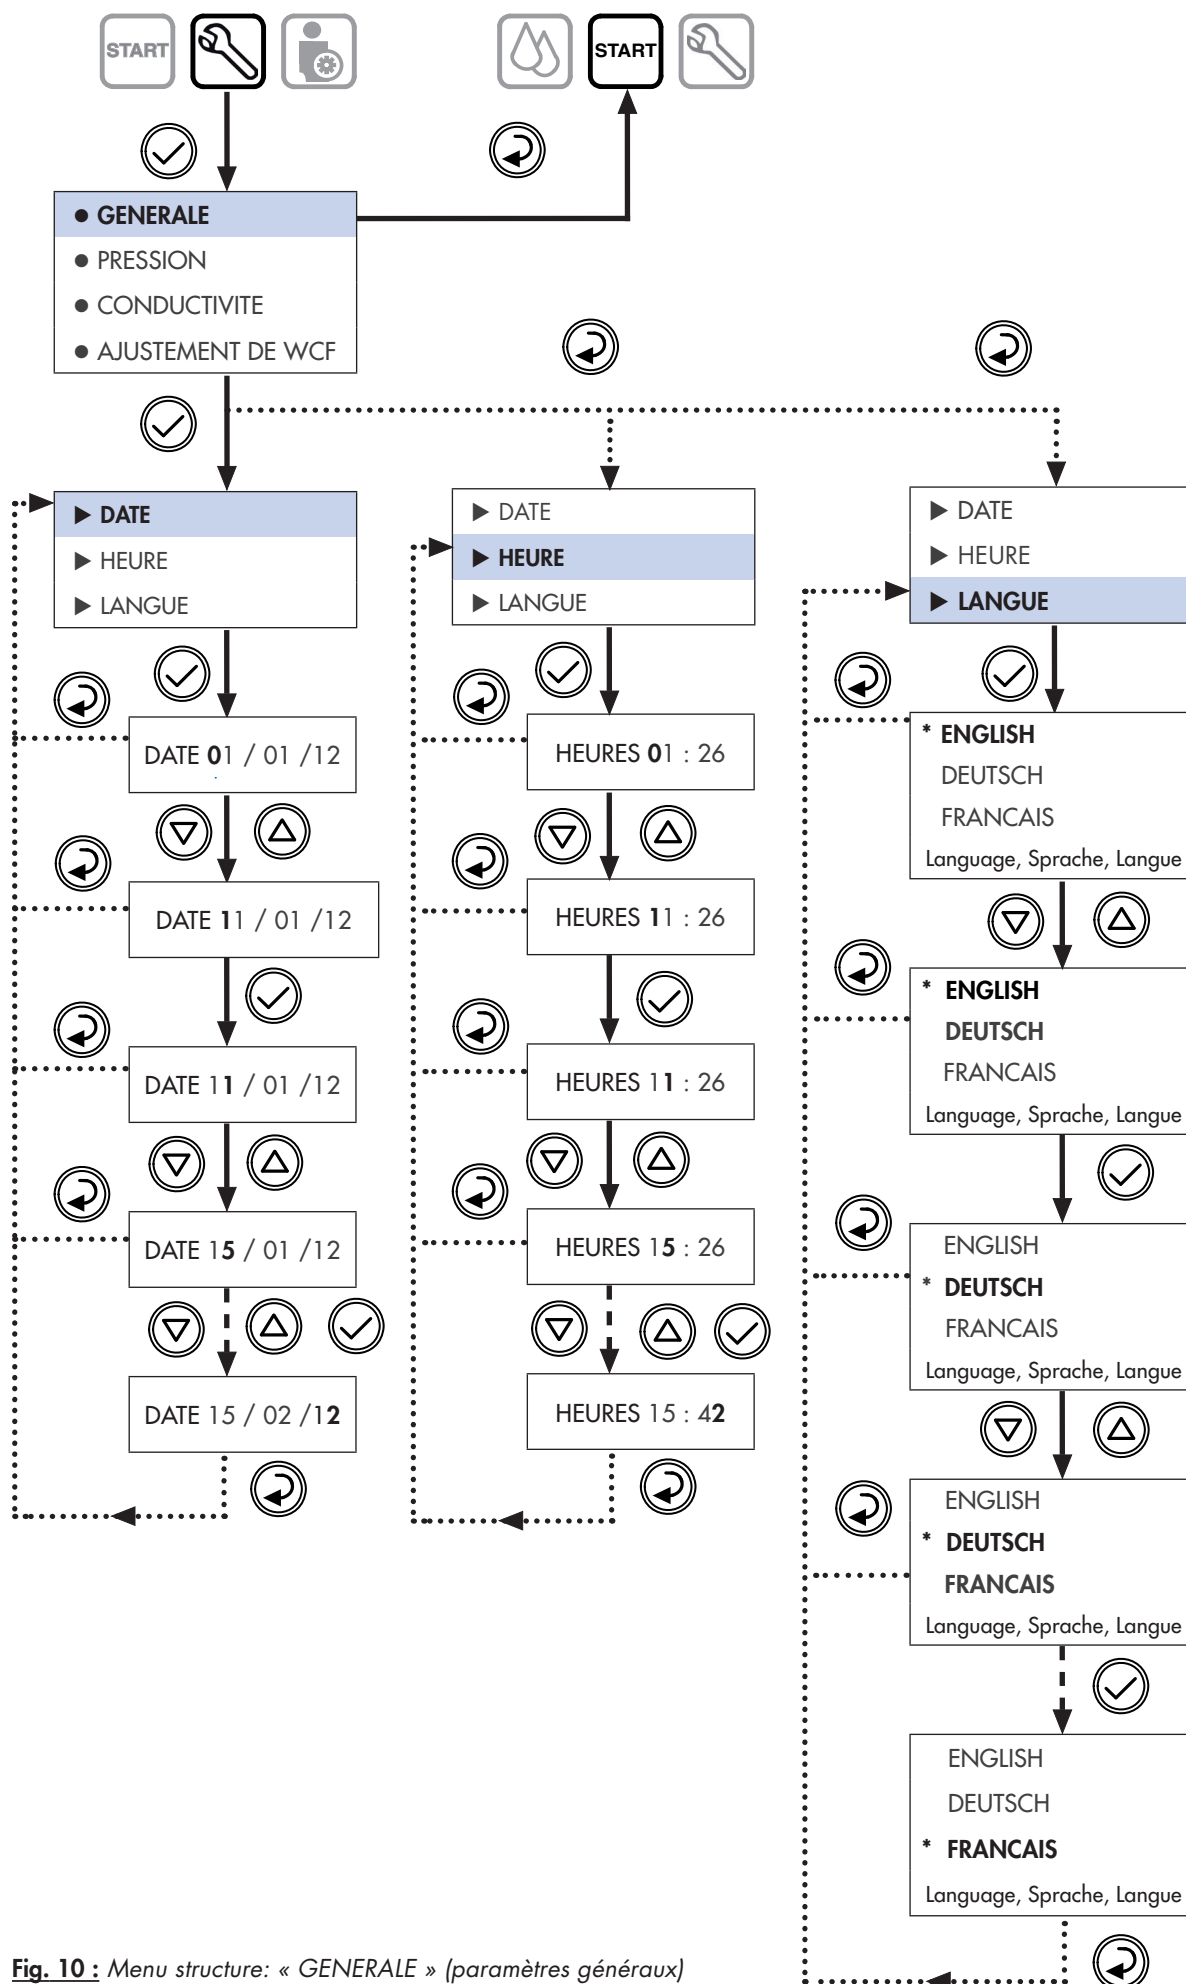 START
START
● GENERALE
● PRESSION
● CONDUCTIVITE
● AJUSTEMENT DE WCF
▶ DATE
▶ HEURE
▶ LANGUE
DATE 01 / 01 /12
DATE 11 / 01 /12
DATE 11 / 01 /12
DATE 15 / 01 /12
DATE 15 / 02 /12
▶ DATE
▶ HEURE
▶ LANGUE
HEURES 01 : 26
HEURES 11 : 26
HEURES 11 : 26
HEURES 15 : 26
HEURES 15 : 42
▶ DATE
▶ HEURE
▶ LANGUE
* ENGLISH
DEUTSCH
FRANCAIS
Language, Sprache, Langue
* ENGLISH
DEUTSCH
FRANCAIS
Language, Sprache, Langue
ENGLISH
* DEUTSCH
FRANCAIS
Language, Sprache, Langue
ENGLISH
* DEUTSCH
FRANCAIS
Language, Sprache, Langue
ENGLISH
DEUTSCH
* FRANCAIS
Language, Sprache, Langue
Fig. 10 : Menu structure: « GENERALE » (paramètres généraux)